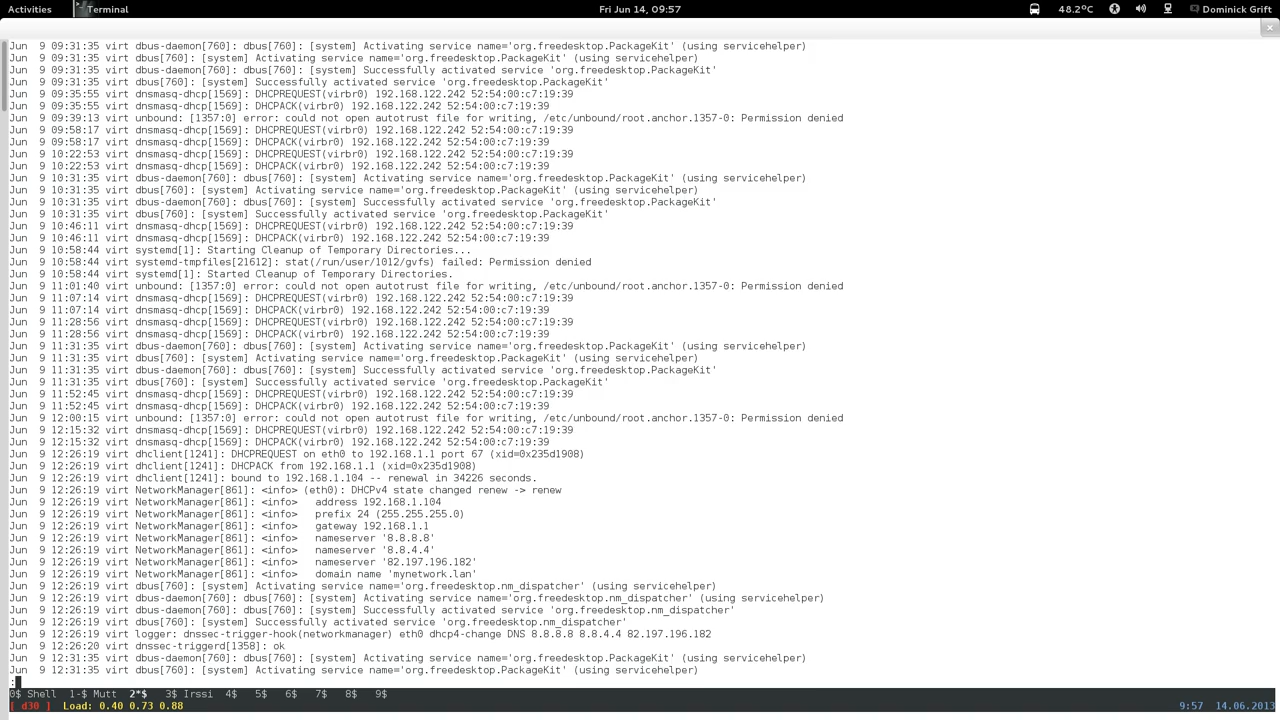 Activities Terminal Fri Jun 14, 09:57 48.2°C Dominick Grift
Jun  9 09:31:35 virt dbus-daemon[760]: dbus[760]: [system] Activating service name='org.freedesktop.PackageKit' (using servicehelper)
Jun  9 09:31:35 virt dbus[760]: [system] Activating service name='org.freedesktop.PackageKit' (using servicehelper)
Jun  9 09:31:35 virt dbus-daemon[760]: dbus[760]: [system] Successfully activated service 'org.freedesktop.PackageKit'
Jun  9 09:31:35 virt dbus[760]: [system] Successfully activated service 'org.freedesktop.PackageKit'
Jun  9 09:35:55 virt dnsmasq-dhcp[1569]: DHCPREQUEST(virbr0) 192.168.122.242 52:54:00:c7:19:39
Jun  9 09:35:55 virt dnsmasq-dhcp[1569]: DHCPACK(virbr0) 192.168.122.242 52:54:00:c7:19:39
Jun  9 09:39:13 virt unbound: [1357:0] error: could not open autotrust file for writing, /etc/unbound/root.anchor.1357-0: Permission denied
Jun  9 09:58:17 virt dnsmasq-dhcp[1569]: DHCPREQUEST(virbr0) 192.168.122.242 52:54:00:c7:19:39
Jun  9 09:58:17 virt dnsmasq-dhcp[1569]: DHCPACK(virbr0) 192.168.122.242 52:54:00:c7:19:39
Jun  9 10:22:53 virt dnsmasq-dhcp[1569]: DHCPREQUEST(virbr0) 192.168.122.242 52:54:00:c7:19:39
Jun  9 10:22:53 virt dnsmasq-dhcp[1569]: DHCPACK(virbr0) 192.168.122.242 52:54:00:c7:19:39
Jun  9 10:31:35 virt dbus-daemon[760]: dbus[760]: [system] Activating service name='org.freedesktop.PackageKit' (using servicehelper)
Jun  9 10:31:35 virt dbus[760]: [system] Activating service name='org.freedesktop.PackageKit' (using servicehelper)
Jun  9 10:31:35 virt dbus-daemon[760]: dbus[760]: [system] Successfully activated service 'org.freedesktop.PackageKit'
Jun  9 10:31:35 virt dbus[760]: [system] Successfully activated service 'org.freedesktop.PackageKit'
Jun  9 10:46:11 virt dnsmasq-dhcp[1569]: DHCPREQUEST(virbr0) 192.168.122.242 52:54:00:c7:19:39
Jun  9 10:46:11 virt dnsmasq-dhcp[1569]: DHCPACK(virbr0) 192.168.122.242 52:54:00:c7:19:39
Jun  9 10:58:44 virt systemd[1]: Starting Cleanup of Temporary Directories...
Jun  9 10:58:44 virt systemd-tmpfiles[21612]: stat(/run/user/1012/gvfs) failed: Permission denied
Jun  9 10:58:44 virt systemd[1]: Started Cleanup of Temporary Directories.
Jun  9 11:01:40 virt unbound: [1357:0] error: could not open autotrust file for writing, /etc/unbound/root.anchor.1357-0: Permission denied
Jun  9 11:07:14 virt dnsmasq-dhcp[1569]: DHCPREQUEST(virbr0) 192.168.122.242 52:54:00:c7:19:39
Jun  9 11:07:14 virt dnsmasq-dhcp[1569]: DHCPACK(virbr0) 192.168.122.242 52:54:00:c7:19:39
Jun  9 11:28:56 virt dnsmasq-dhcp[1569]: DHCPREQUEST(virbr0) 192.168.122.242 52:54:00:c7:19:39
Jun  9 11:28:56 virt dnsmasq-dhcp[1569]: DHCPACK(virbr0) 192.168.122.242 52:54:00:c7:19:39
Jun  9 11:31:35 virt dbus-daemon[760]: dbus[760]: [system] Activating service name='org.freedesktop.PackageKit' (using servicehelper)
Jun  9 11:31:35 virt dbus[760]: [system] Activating service name='org.freedesktop.PackageKit' (using servicehelper)
Jun  9 11:31:35 virt dbus-daemon[760]: dbus[760]: [system] Successfully activated service 'org.freedesktop.PackageKit'
Jun  9 11:31:35 virt dbus[760]: [system] Successfully activated service 'org.freedesktop.PackageKit'
Jun  9 11:52:45 virt dnsmasq-dhcp[1569]: DHCPREQUEST(virbr0) 192.168.122.242 52:54:00:c7:19:39
Jun  9 11:52:45 virt dnsmasq-dhcp[1569]: DHCPACK(virbr0) 192.168.122.242 52:54:00:c7:19:39
Jun  9 12:00:15 virt unbound: [1357:0] error: could not open autotrust file for writing, /etc/unbound/root.anchor.1357-0: Permission denied
Jun  9 12:15:32 virt dnsmasq-dhcp[1569]: DHCPREQUEST(virbr0) 192.168.122.242 52:54:00:c7:19:39
Jun  9 12:15:32 virt dnsmasq-dhcp[1569]: DHCPACK(virbr0) 192.168.122.242 52:54:00:c7:19:39
Jun  9 12:26:19 virt dhclient[1241]: DHCPREQUEST on eth0 to 192.168.1.1 port 67 (xid=0x235d1908)
Jun  9 12:26:19 virt dhclient[1241]: DHCPACK from 192.168.1.1 (xid=0x235d1908)
Jun  9 12:26:19 virt dhclient[1241]: bound to 192.168.1.104 -- renewal in 34226 seconds.
Jun  9 12:26:19 virt NetworkManager[861]: <info> (eth0): DHCPv4 state changed renew -> renew
Jun  9 12:26:19 virt NetworkManager[861]: <info>   address 192.168.1.104
Jun  9 12:26:19 virt NetworkManager[861]: <info>   prefix 24 (255.255.255.0)
Jun  9 12:26:19 virt NetworkManager[861]: <info>   gateway 192.168.1.1
Jun  9 12:26:19 virt NetworkManager[861]: <info>   nameserver '8.8.8.8'
Jun  9 12:26:19 virt NetworkManager[861]: <info>   nameserver '8.8.4.4'
Jun  9 12:26:19 virt NetworkManager[861]: <info>   nameserver '82.197.196.182'
Jun  9 12:26:19 virt NetworkManager[861]: <info>   domain name 'mynetwork.lan'
Jun  9 12:26:19 virt dbus[760]: [system] Activating service name='org.freedesktop.nm_dispatcher' (using servicehelper)
Jun  9 12:26:19 virt dbus-daemon[760]: dbus[760]: [system] Activating service name='org.freedesktop.nm_dispatcher' (using servicehelper)
Jun  9 12:26:19 virt dbus-daemon[760]: dbus[760]: [system] Successfully activated service 'org.freedesktop.nm_dispatcher'
Jun  9 12:26:19 virt dbus[760]: [system] Successfully activated service 'org.freedesktop.nm_dispatcher'
Jun  9 12:26:19 virt logger: dnssec-trigger-hook(networkmanager) eth0 dhcp4-change DNS 8.8.8.8 8.8.4.4 82.197.196.182
Jun  9 12:26:20 virt dnssec-triggerd[1358]: ok
Jun  9 12:31:35 virt dbus-daemon[760]: dbus[760]: [system] Activating service name='org.freedesktop.PackageKit' (using servicehelper)
Jun  9 12:31:35 virt dbus[760]: [system] Activating service name='org.freedesktop.PackageKit' (using servicehelper)
:
0$ Shell  1-$ Mutt  2*$  3$ Irssi  4$  5$  6$  7$  8$  9$
[ d30 ]  Load: 0.40 0.73 0.88 9:57 14.06.2013